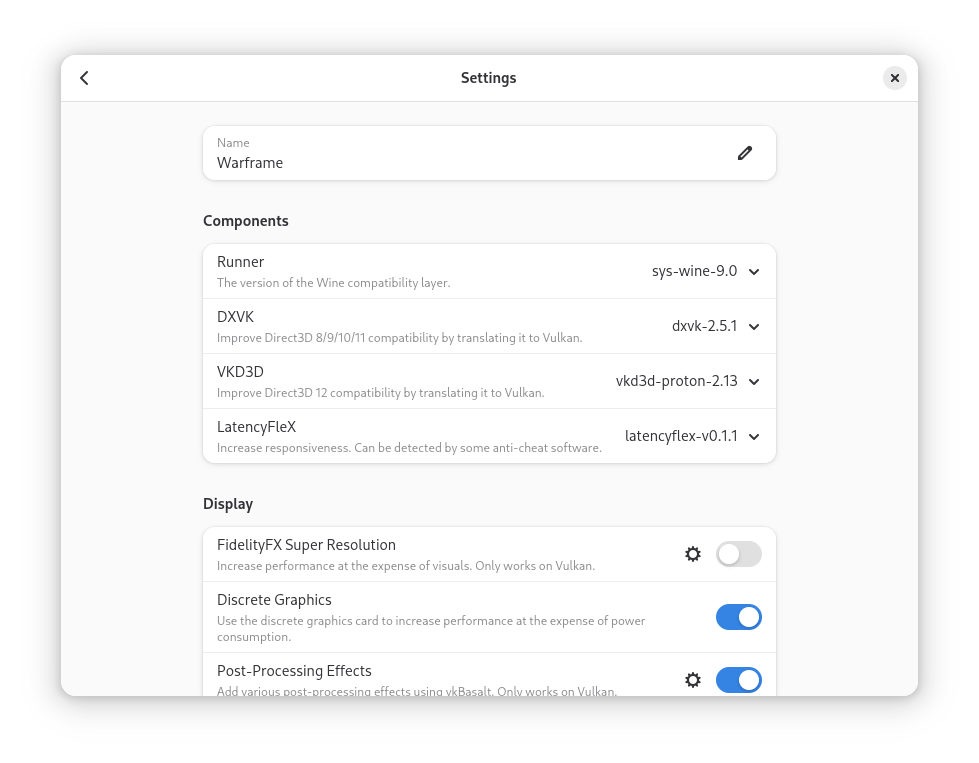 Settings
Name
Warframe
Components
Runner
The version of the Wine compatibility layer.
sys-wine-9.0
DXVK
Improve Direct3D 8/9/10/11 compatibility by translating it to Vulkan.
dxvk-2.5.1
VKD3D
Improve Direct3D 12 compatibility by translating it to Vulkan.
vkd3d-proton-2.13
LatencyFleX
Increase responsiveness. Can be detected by some anti-cheat software.
latencyflex-v0.1.1
Display
FidelityFX Super Resolution
Increase performance at the expense of visuals. Only works on Vulkan.
Discrete Graphics
Use the discrete graphics card to increase performance at the expense of power
consumption.
Post-Processing Effects
Add various post-processing effects using vkBasalt. Only works on Vulkan.